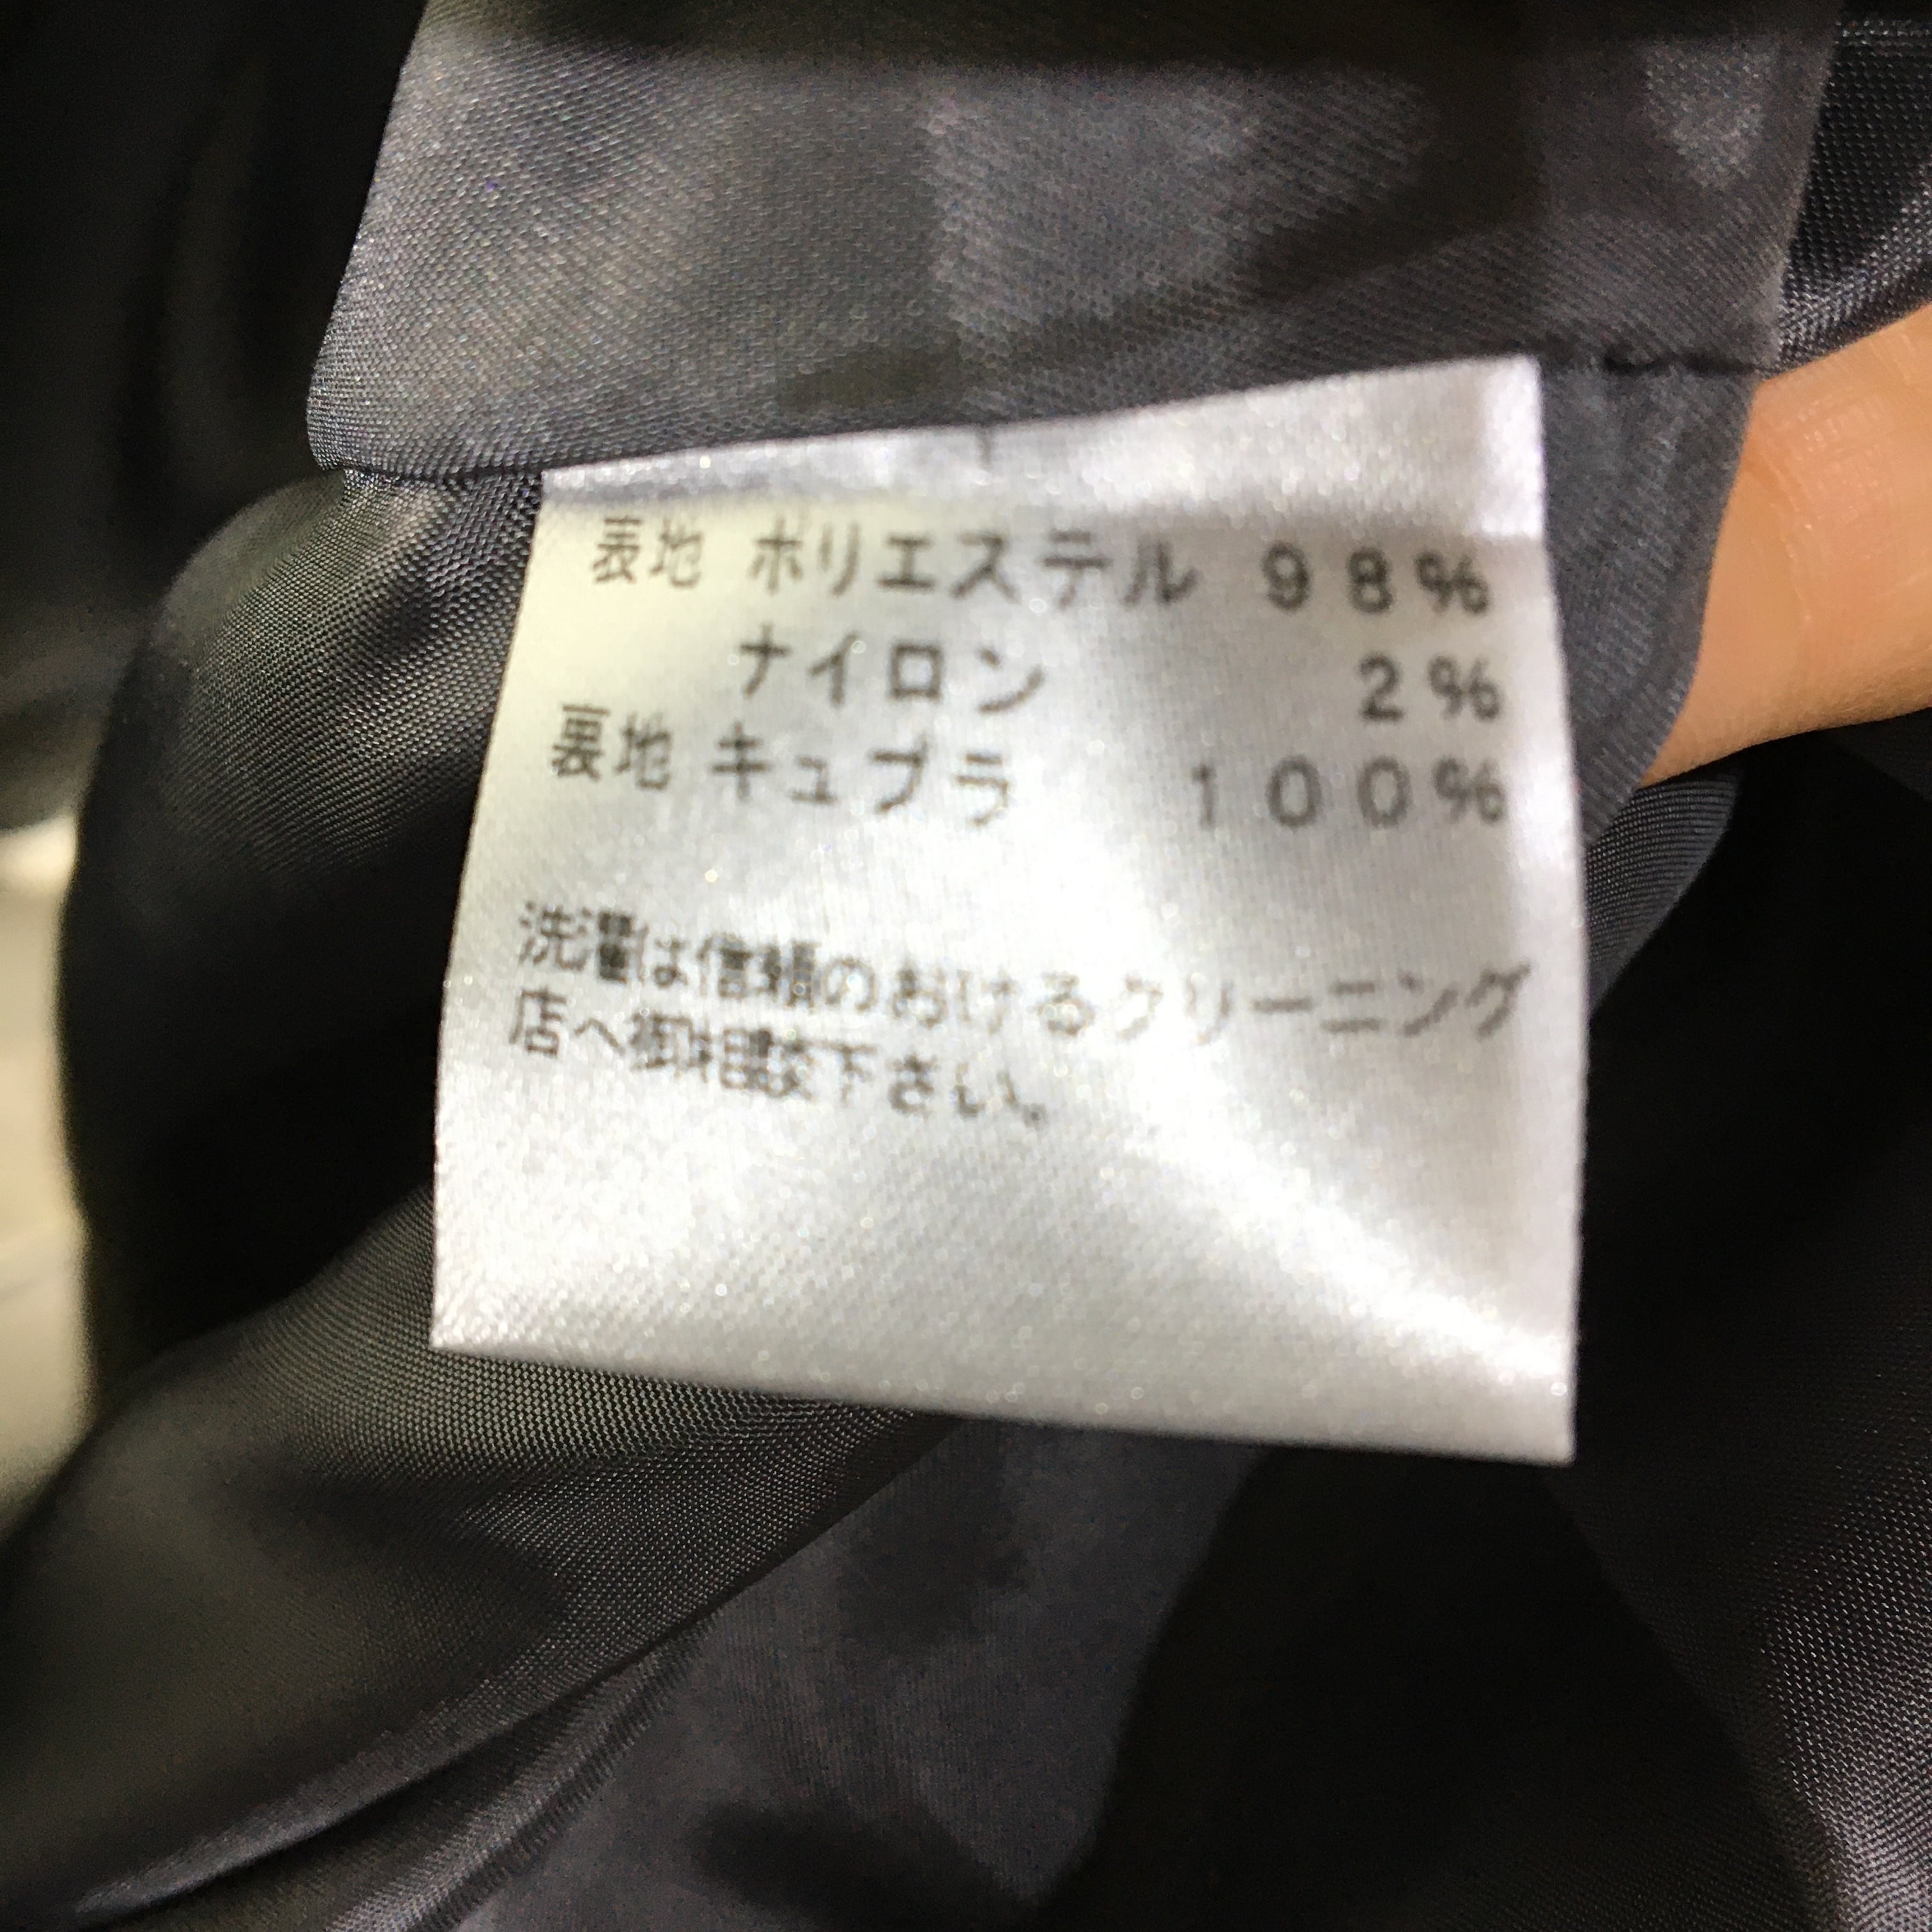 表地 ポリエステル 98%
ナイロン 2%
表地 キュプラ 100%
洗濯は信頼のおけるクリーニング
店へ御相談下さい。